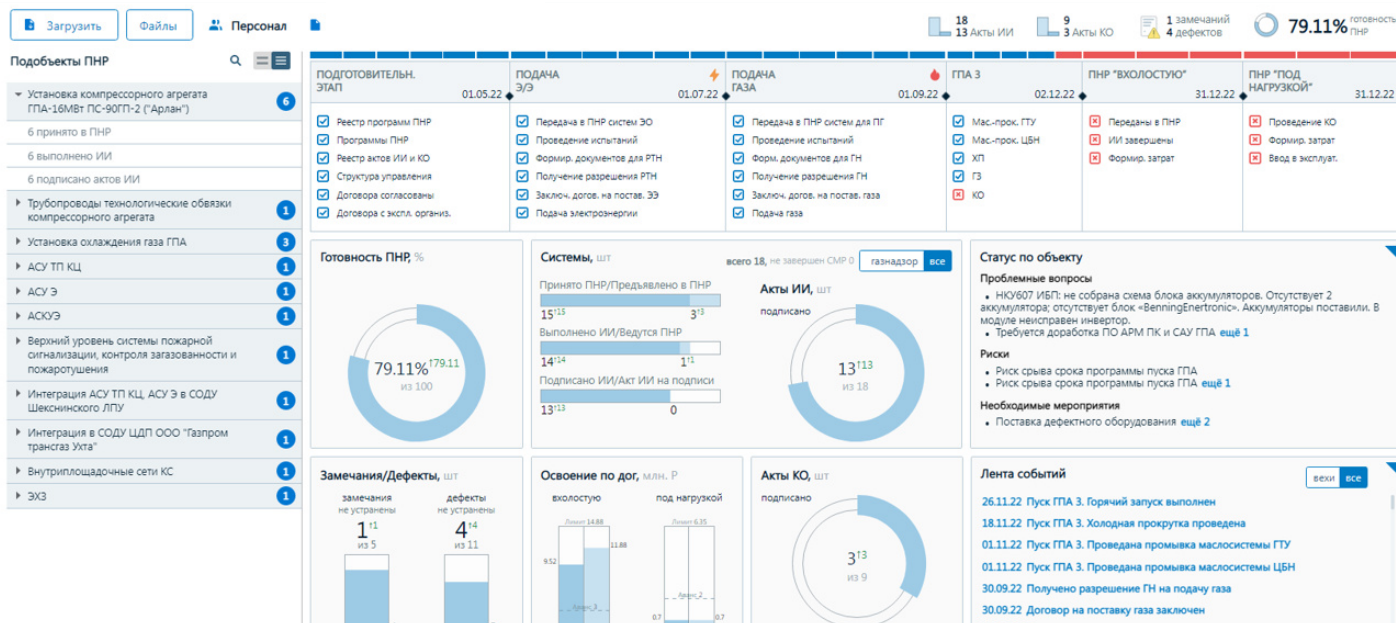 Загрузить
Файлы
Персонал
18
13 Акты ИИ
9
3 Акты КО
1 замечаний
4 дефектов
79.11% готовность ПНР
Подобъекты ПНР
Установка компрессорного агрегата
ГПА-16МВт ПС-90ГП-2 ("Арлан")
6
6 принято в ПНР
6 выполнено ИИ
6 подписано актов ИИ
Трубопроводы технологические обвязки
компрессорного агрегата
1
Установка охлаждения газа ГПА
3
АСУ ТП КЦ
1
АСУ Э
1
АСКУЭ
1
Верхний уровень системы пожарной
сигнализации, контроля загазованности и
пожаротушения
1
Интеграция АСУ ТП КЦ, АСУ Э в СОДУ
Шекснинского ЛПУ
1
Интеграция в СОДУ ЦДП ООО "Газпром
трансгаз Ухта"
1
Внутриплощадочные сети КС
1
ЭХЗ
1
ПОДГОТОВИТЕЛЬН.
ЭТАП
01.05.22
Реестр программ ПНР
Программы ПНР
Реестр актов ИИ и КО
Структура управления
Договора согласованы
Договора с экспл. организ.
ПОДАЧА
Э/Э
01.07.22
Передача в ПНР систем ЭО
Проведение испытаний
Формир. документов для РТН
Получение разрешения РТН
Заключ. догов. на постав. ЭЭ
Подача электроэнергии
ПОДАЧА
ГАЗА
01.09.22
Передача в ПНР систем для ПГ
Проведение испытаний
Форм. документов для ГН
Получение разрешения ГН
Заключ. догов. на постав. газа
Подача газа
ГПА 3
02.12.22
Мас.-прок. ГТУ
Мас.-прок. ЦБН
ХП
ГЗ
КО
ПНР "ВХОЛОСТУЮ"
31.12.22
Переданы в ПНР
ИИ завершены
Формир. затрат
ПНР "ПОД
НАГРУЗКОЙ"
31.12.22
Проведение КО
Формир. затрат
Ввод в эксплуат.
Готовность ПНР, %
79.11% ↑79.11
из 100
Системы, шт
всего 18, не завершен СМР 0
газнадзор
все
Принято ПНР/Предъявлено в ПНР
15 ↑15
3 ↑3
Выполнено ИИ/Ведутся ПНР
14 ↑14
1 ↑1
Подписано ИИ/Акт ИИ на подписи
13 ↑13
0
Акты ИИ, шт
подписано
13 ↑13
из 18
Статус по объекту
Проблемные вопросы
• НКУ607 ИБП: не собрана схема блока аккумуляторов. Отсутствует 2
аккумулятора; отсутствует блок «BenningEnertronic». Аккумуляторы поставили. В
модуле неисправен инвертор.
• Требуется доработка ПО АРМ ПК и САУ ГПА ещё 1
Риски
• Риск срыва срока программы пуска ГПА
• Риск срыва срока программы пуска ГПА ещё 1
Необходимые мероприятия
• Поставка дефектного оборудования ещё 2
Замечания/Дефекты, шт
замечания
не устранены
1 ↑1
из 5
дефекты
не устранены
4 ↑4
из 11
Освоение по дог, млн. Р
вхолостую
Лимит 14.88
9.52
11.88
Аванс 3
под нагрузкой
Лимит 6.35
Аванс 2
0.7
0.7
Акты КО, шт
подписано
3 ↑3
из 9
Лента событий
вехи
все
26.11.22 Пуск ГПА 3. Горячий запуск выполнен
18.11.22 Пуск ГПА 3. Холодная прокрутка проведена
01.11.22 Пуск ГПА 3. Проведана промывка маслосистемы ГТУ
01.11.22 Пуск ГПА 3. Проведана промывка маслосистемы ЦБН
30.09.22 Получено разрешение ГН на подачу газа
30.09.22 Договор на поставку газа заключен